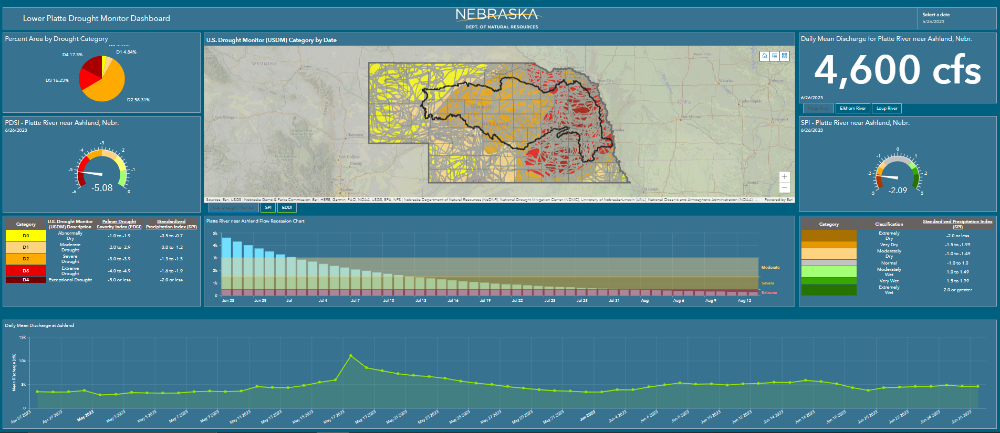 Lower Platte Drought Monitor Dashboard
NEBRASKA
DEPT. OF NATURAL RESOURCES
Select a date
6/26/2023
Percent Area by Drought Category
D1 4.84%
D4 17.3%
D3 16.23%
D2 58.31%
PDSI - Platte River near Ashland, Nebr.
6/26/2023
-3
-4
-2
-5
-1
-5.08
-6
0
U.S. Drought Monitor (USDM) Category by Date
WYOMING
Casper
Rock Springs
Cheyenne
Fort Collins
Greeley
Boulder
Denver
NEBRASKA
Mason City
Sioux City
Waterloo
Dubuque
Cedar Rapids
IOWA
Des Moines
Davenport
Omaha
St Joseph
Quincy
+
−
Sources: Esri, USGS | Nebraska Game & Parks Commission, Esri, HERE, Garmin, FAO, NOAA, USGS, EPA, NPS | Nebraska Department of Natural Resources (NeDNR), National Drought Mitigation Center (NDMC), University of Nebraska-Lincoln (UNL), National Oceanic and Atmospheric Administration (NOAA), ...
Powered by Esri
U.S. Drought Monitor
SPI
EDDI
Daily Mean Discharge for Platte River near Ashland, Nebr.
4,600 cfs
6/26/2023
Platte River
Elkhorn River
Loup River
SPI - Platte River near Ashland, Nebr.
6/26/2023
0
-1
1
-2
2
-2.09
-3
3
Category
U.S. Drought Monitor
(USDM) Description
Palmer Drought
Severity Index (PDSI)
Standardized
Precipitation Index (SPI)
D0
Abnormally
Dry
-1.0 to -1.9
-0.5 to -0.7
D1
Moderate
Drought
-2.0 to -2.9
-0.8 to -1.2
D2
Severe
Drought
-3.0 to -3.9
-1.3 to -1.5
D3
Extreme
Drought
-4.0 to -4.9
-1.6 to -1.9
D4
Exceptional Drought
-5.0 or less
-2.0 or less
Platte River near Ashland Flow Recession Chart
5k
4k
3k
2k
1k
0
Moderate
Severe
Extreme
Jun 25
Jun 28
Jul
Jul 4
Jul 7
Jul 10
Jul 13
Jul 16
Jul 19
Jul 22
Jul 25
Jul 28
Jul 31
Aug
Aug 6
Aug 9
Aug 12
Category
Classification
Standardized Precipitation Index
(SPI)
Extremely
Dry
-2.0 or less
Very Dry
-1.5 to -1.99
Moderately
Dry
-1.0 to -1.49
Normal
-1.0 to 1.0
Moderately
Wet
1.0 to 1.49
Very Wet
1.5 to 1.99
Extremely
Wet
2.0 or greater
Daily Mean Discharge at Ashland
Mean Discharge (cfs)
15k
10k
5k
0
Apr 27 2023
Apr 29 2023
May 2023
May 3 2023
May 5 2023
May 7 2023
May 9 2023
May 11 2023
May 13 2023
May 15 2023
May 17 2023
May 19 2023
May 21 2023
May 23 2023
May 25 2023
May 27 2023
May 29 2023
May 31 2023
Jun 2023
Jun 4 2023
Jun 6 2023
Jun 8 2023
Jun 10 2023
Jun 12 2023
Jun 14 2023
Jun 16 2023
Jun 18 2023
Jun 20 2023
Jun 22 2023
Jun 24 2023
Jun 26 2023